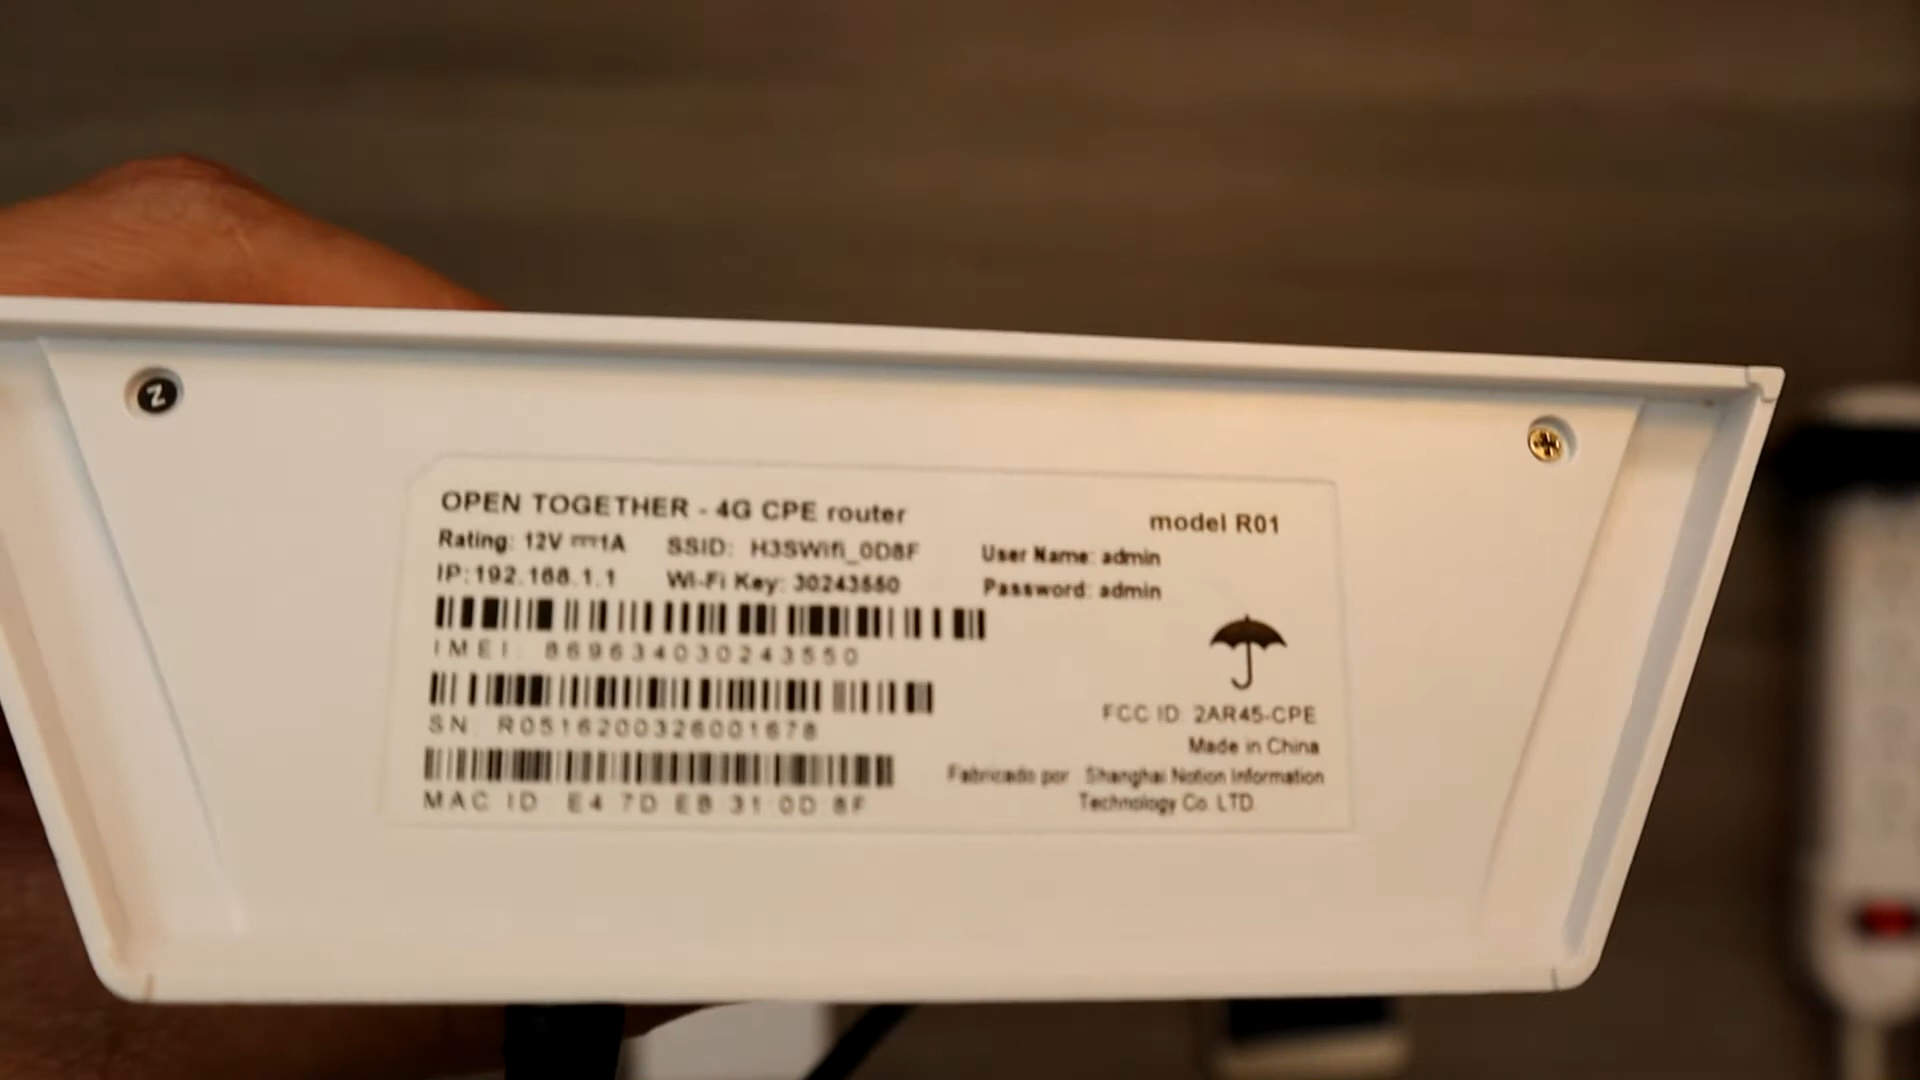 Z
OPEN TOGETHER - 4G CPE router
model R01
Rating: 12V ⎓1A SSID: H3SWifi_0D8F User Name: admin
IP:192.168.1.1 Wi-Fi Key: 30243550 Password: admin
IMEI: 869634030243550
SN: R0516200326001678
MAC ID: E4 7D EB 31 0D 8F
FCC ID: 2AR45-CPE
Made in China
Fabricado por Shanghai Notion Information
Technology Co. LTD